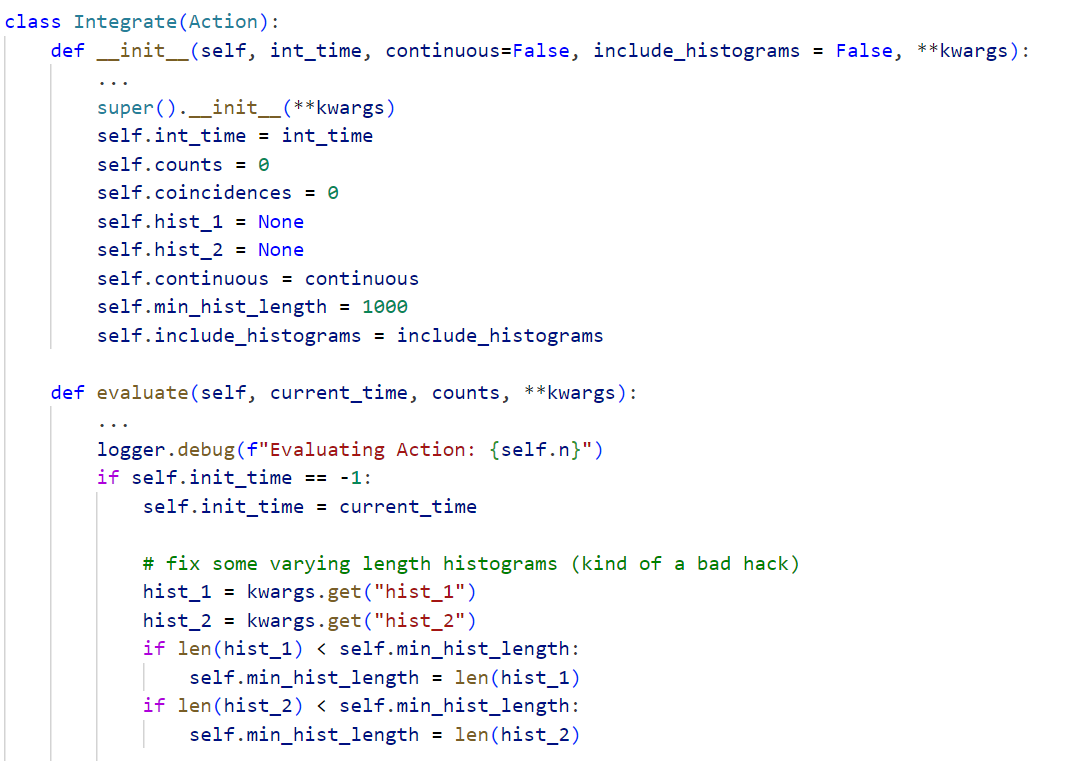 class Integrate(Action):
    def __init__(self, int_time, continuous=False, include_histograms = False, **kwargs):
        ...
        super().__init__(**kwargs)
        self.int_time = int_time
        self.counts = 0
        self.coincidences = 0
        self.hist_1 = None
        self.hist_2 = None
        self.continuous = continuous
        self.min_hist_length = 1000
        self.include_histograms = include_histograms

    def evaluate(self, current_time, counts, **kwargs):
        ...
        logger.debug(f"Evaluating Action: {self.n}")
        if self.init_time == -1:
            self.init_time = current_time

            # fix some varying length histograms (kind of a bad hack)
            hist_1 = kwargs.get("hist_1")
            hist_2 = kwargs.get("hist_2")
            if len(hist_1) < self.min_hist_length:
                self.min_hist_length = len(hist_1)
            if len(hist_2) < self.min_hist_length:
                self.min_hist_length = len(hist_2)